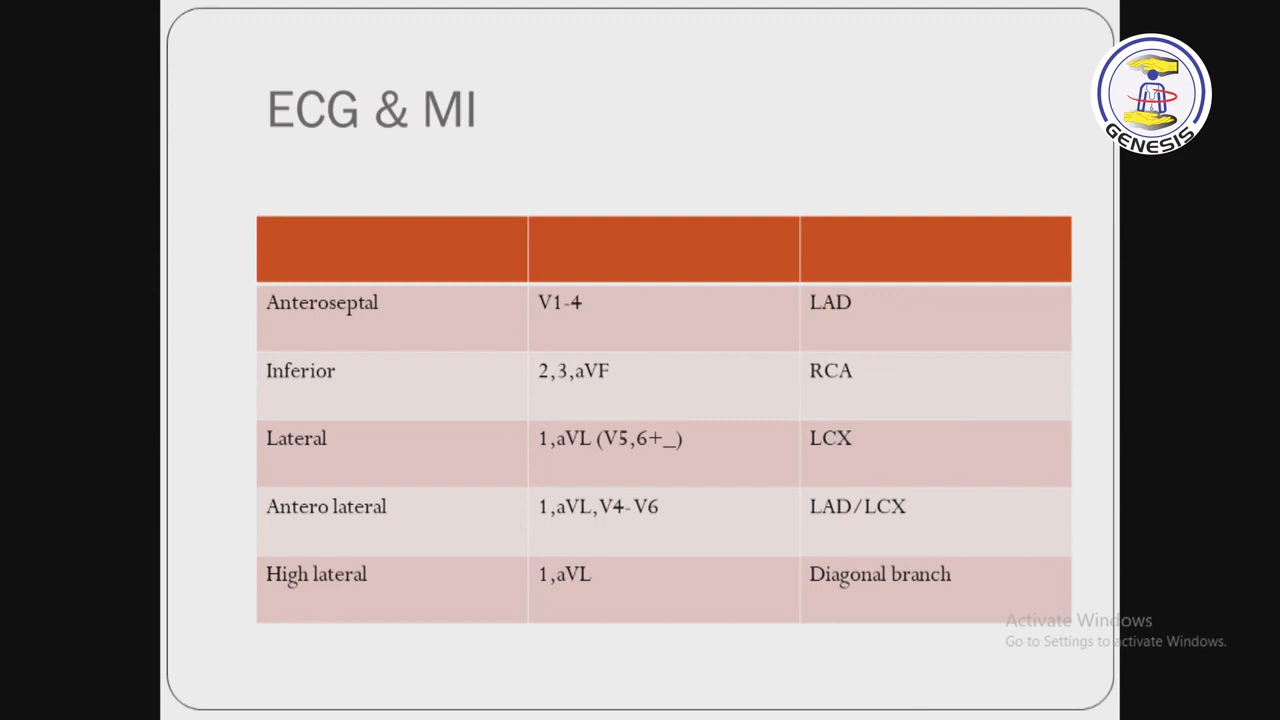 ECG & MI
GENESIS
Anteroseptal V1-4 LAD
Inferior 2,3,aVF RCA
Lateral 1,aVL (V5,6+_) LCX
Antero lateral 1,aVL,V4-V6 LAD/LCX
High lateral 1,aVL Diagonal branch
Activate Windows
Go to Settings to activate Windows.